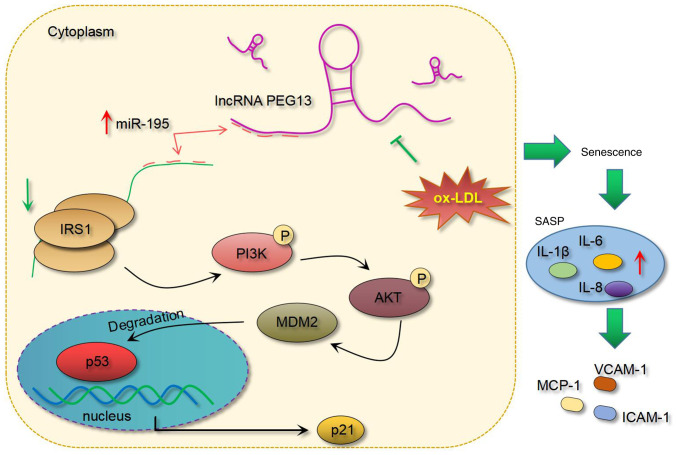 Cytoplasm
lncRNA PEG13
miR-195
ox-LDL
IRS1
PI3K
P
AKT
P
MDM2
Degradation
p53
nucleus
p21
Senescence
SASP
IL-1β
IL-6
IL-8
VCAM-1
MCP-1
ICAM-1